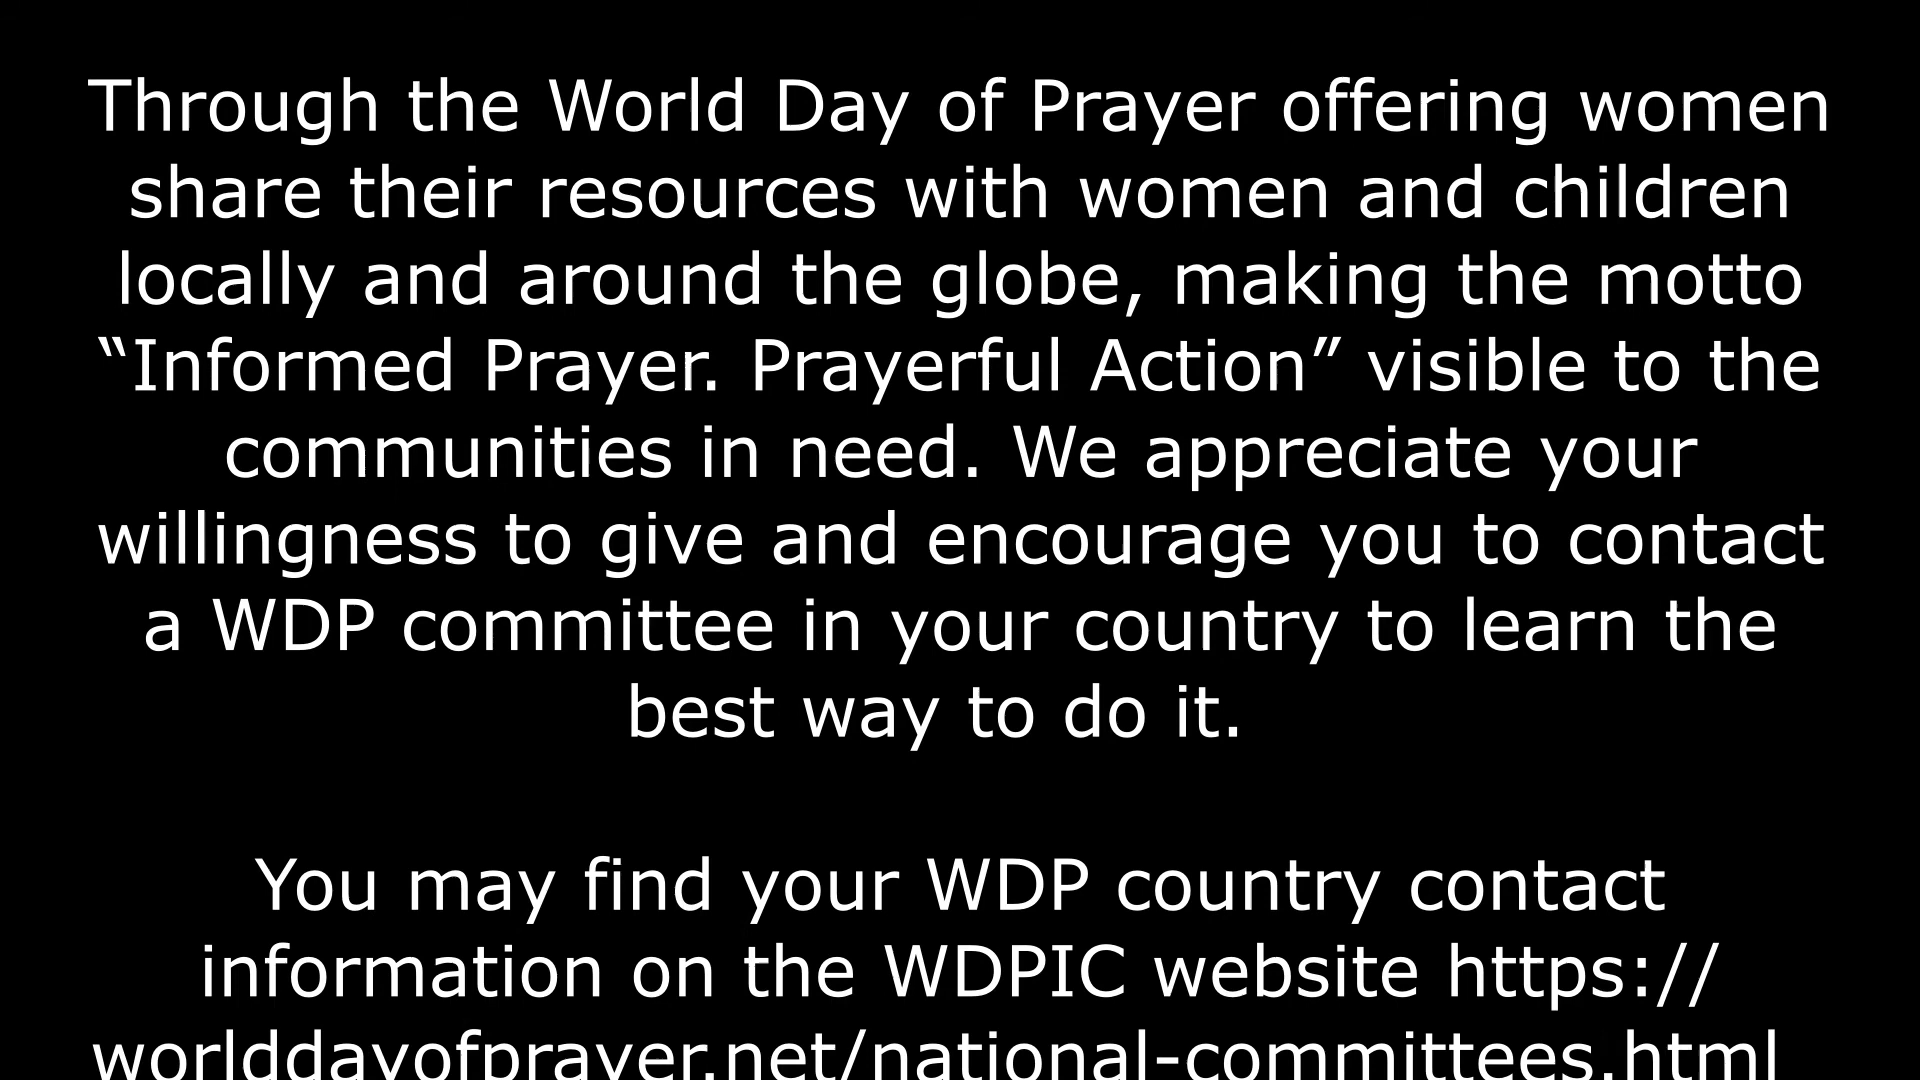 Through the World Day of Prayer offering women
share their resources with women and children
locally and around the globe, making the motto
“Informed Prayer. Prayerful Action” visible to the
communities in need. We appreciate your
willingness to give and encourage you to contact
a WDP committee in your country to learn the
best way to do it.
You may find your WDP country contact
information on the WDPIC website https://
worlddayofprayer.net/national-committees.html